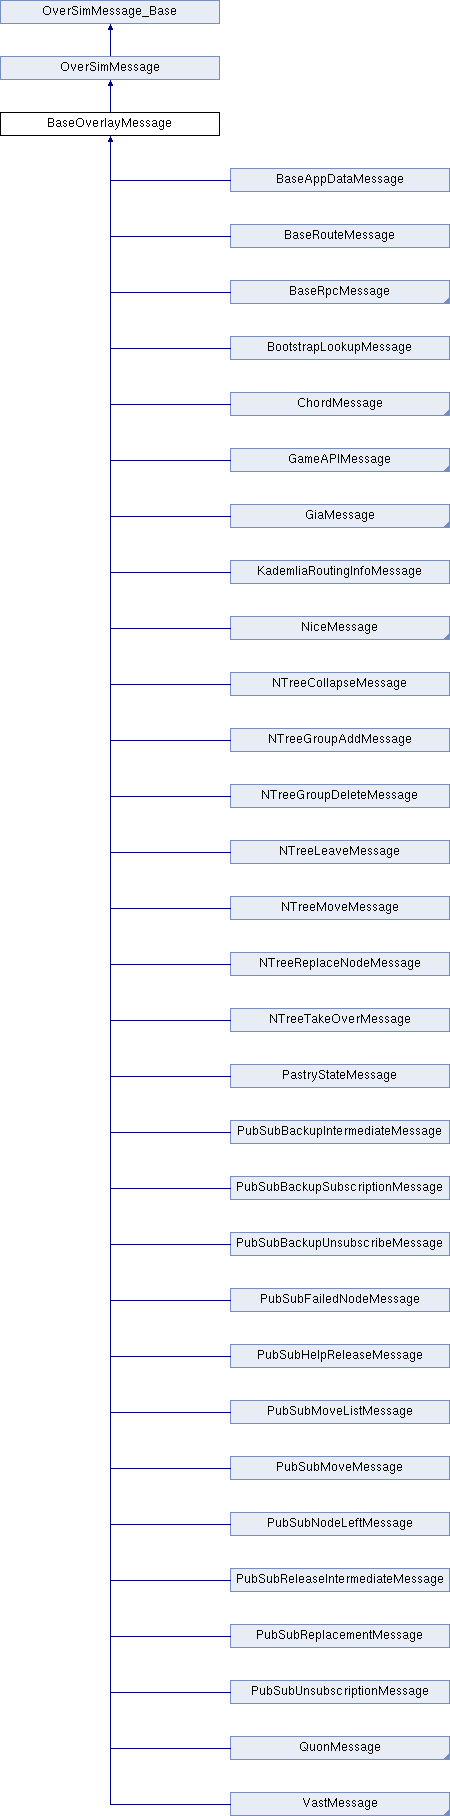 OverSimMessage_Base
OverSimMessage
BaseOverlayMessage
BaseAppDataMessage
BaseRouteMessage
BaseRpcMessage
BootstrapLookupMessage
ChordMessage
GameAPIMessage
GiaMessage
KademliaRoutingInfoMessage
NiceMessage
NTreeCollapseMessage
NTreeGroupAddMessage
NTreeGroupDeleteMessage
NTreeLeaveMessage
NTreeMoveMessage
NTreeReplaceNodeMessage
NTreeTakeOverMessage
PastryStateMessage
PubSubBackupIntermediateMessage
PubSubBackupSubscriptionMessage
PubSubBackupUnsubscribeMessage
PubSubFailedNodeMessage
PubSubHelpReleaseMessage
PubSubMoveListMessage
PubSubMoveMessage
PubSubNodeLeftMessage
PubSubReleaseIntermediateMessage
PubSubReplacementMessage
PubSubUnsubscriptionMessage
QuonMessage
VastMessage